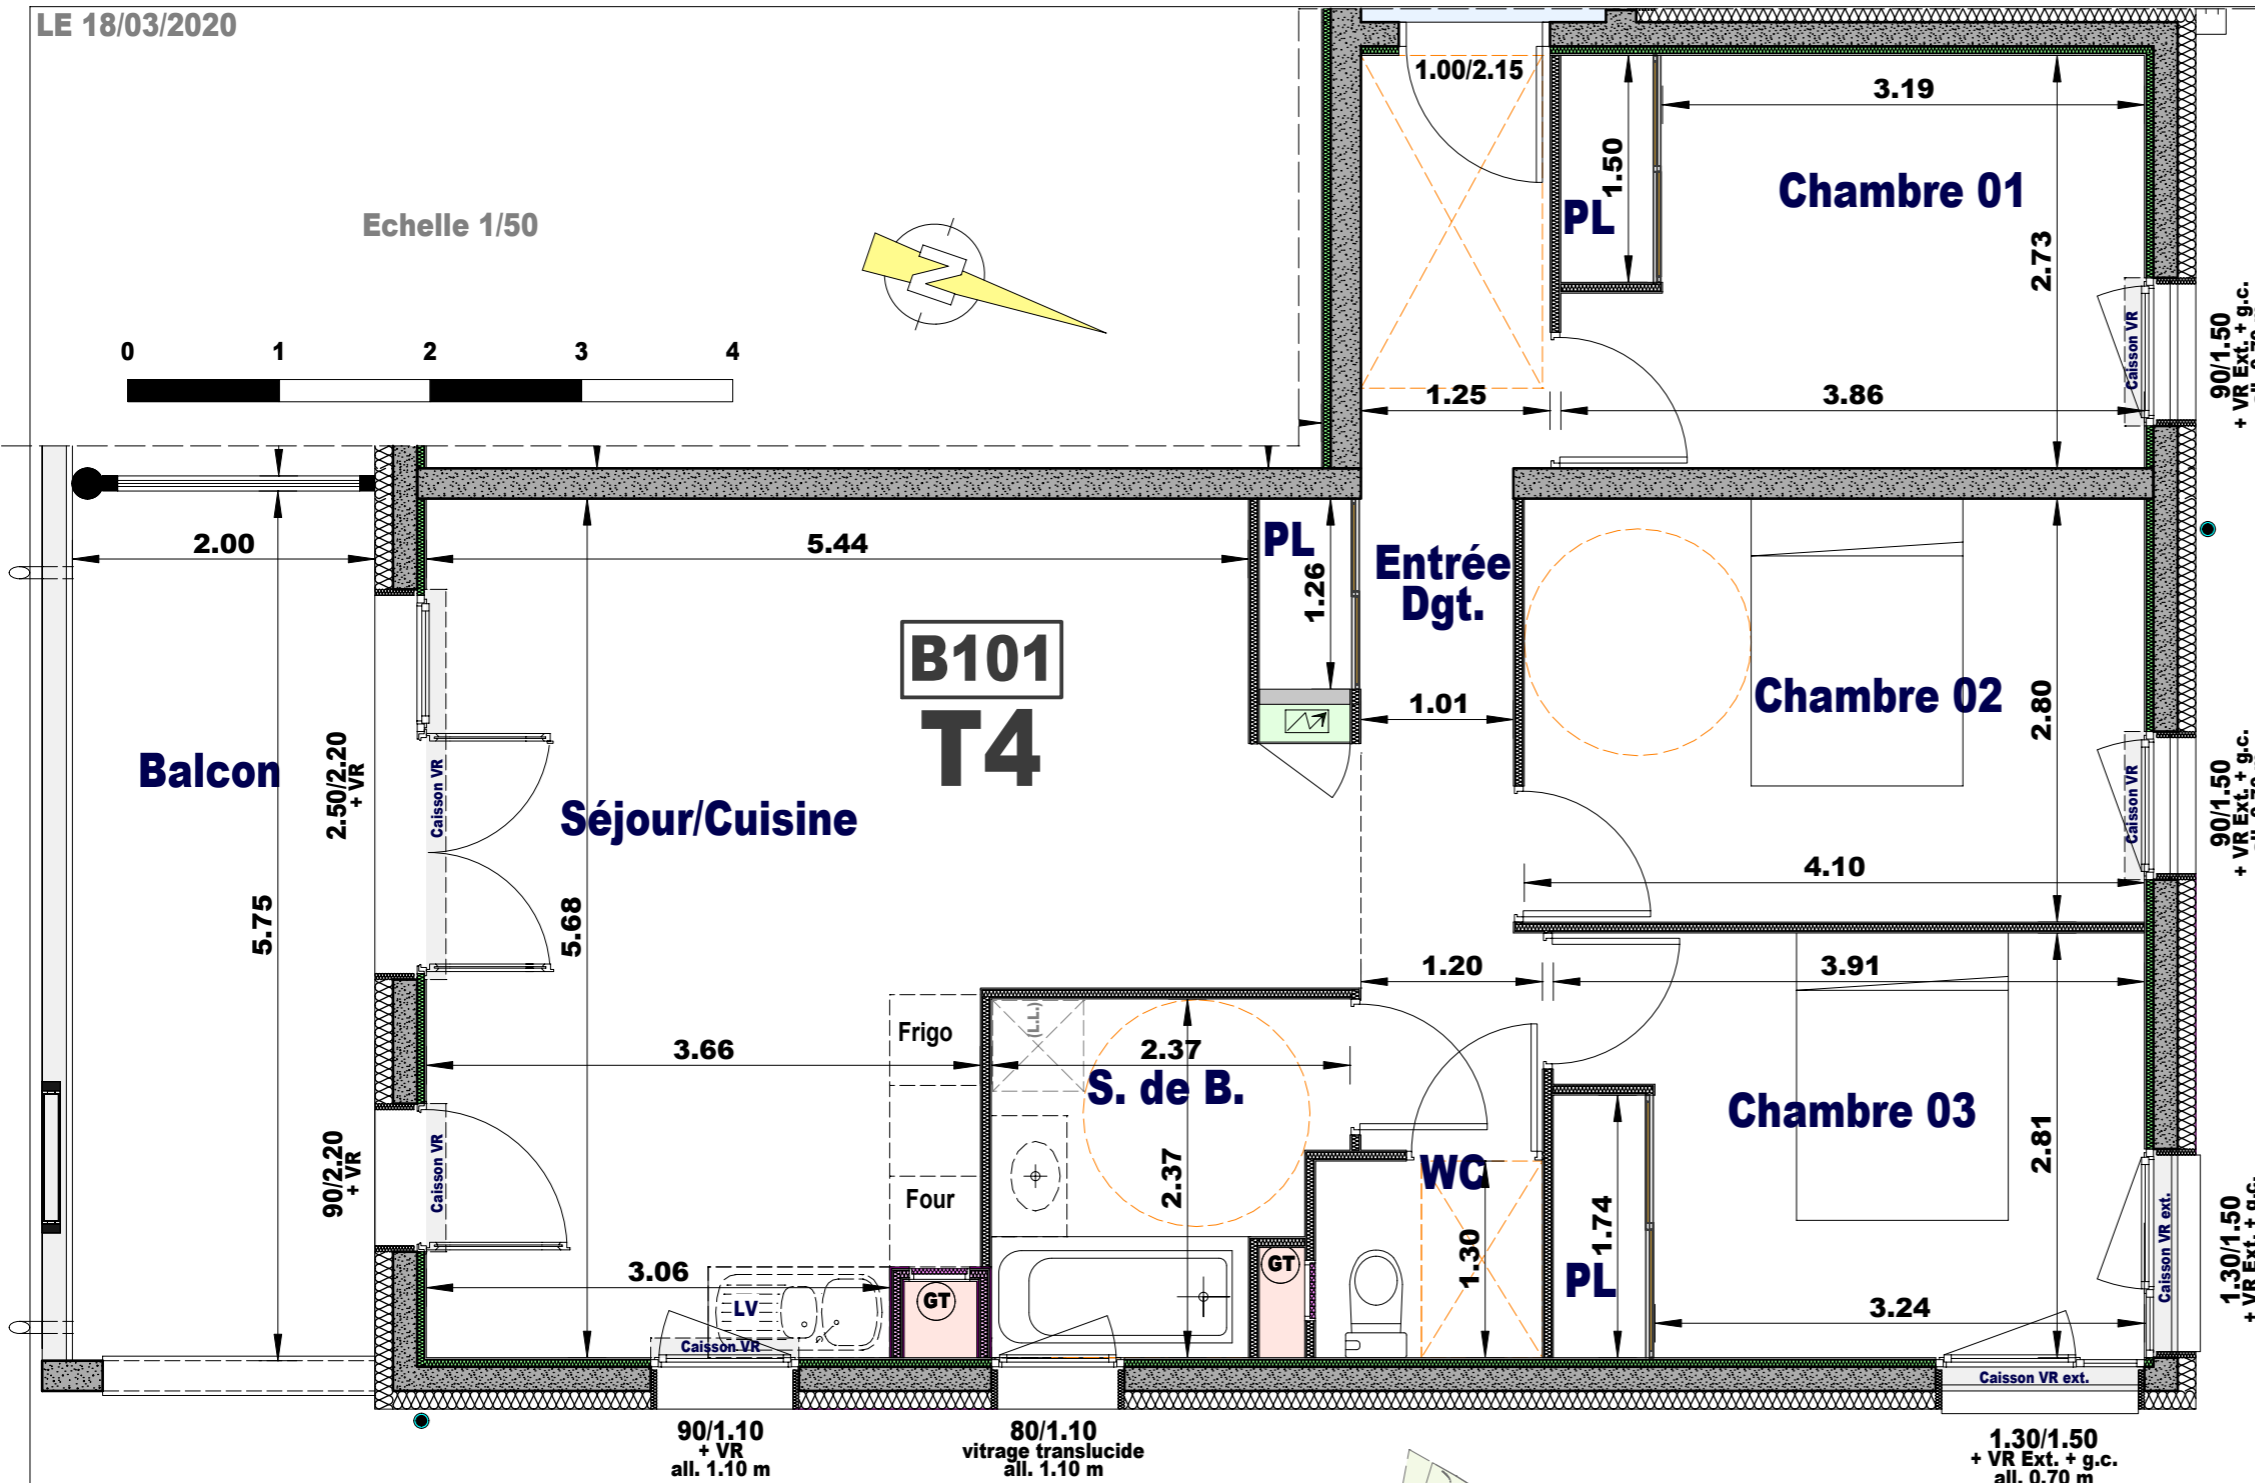 LE 18/03/2020
Echelle 1/50
N
0 1 2 3 4
1.00/2.15
3.19
1.50
PL
Chambre 01
2.73
Caisson VR
90/1.50
+ VR Ext. + g.c.
1.25
3.86
2.00
5.44
PL
1.26
Entrée
Dgt.
B101
T4
1.01
Chambre 02
2.80
Caisson VR
90/1.50
+ VR Ext. + g.c.
4.10
Balcon
5.75
2.50/2.20
+ VR
Caisson VR
Séjour/Cuisine
5.68
1.20
3.91
Frigo
(L.L.)
3.66
2.37
S. de B.
2.37
Chambre 03
2.81
90/2.20
+ VR
Caisson VR
Four
WC
1.30
PL
1.74
1.30/1.50
+ VR Ext. + g.c.
Caisson VR ext.
3.06
LV
GT
GT
3.24
Caisson VR
Caisson VR ext.
90/1.10
+ VR
all. 1.10 m
80/1.10
vitrage translucide
all. 1.10 m
1.30/1.50
+ VR Ext. + g.c.
all. 0.70 m